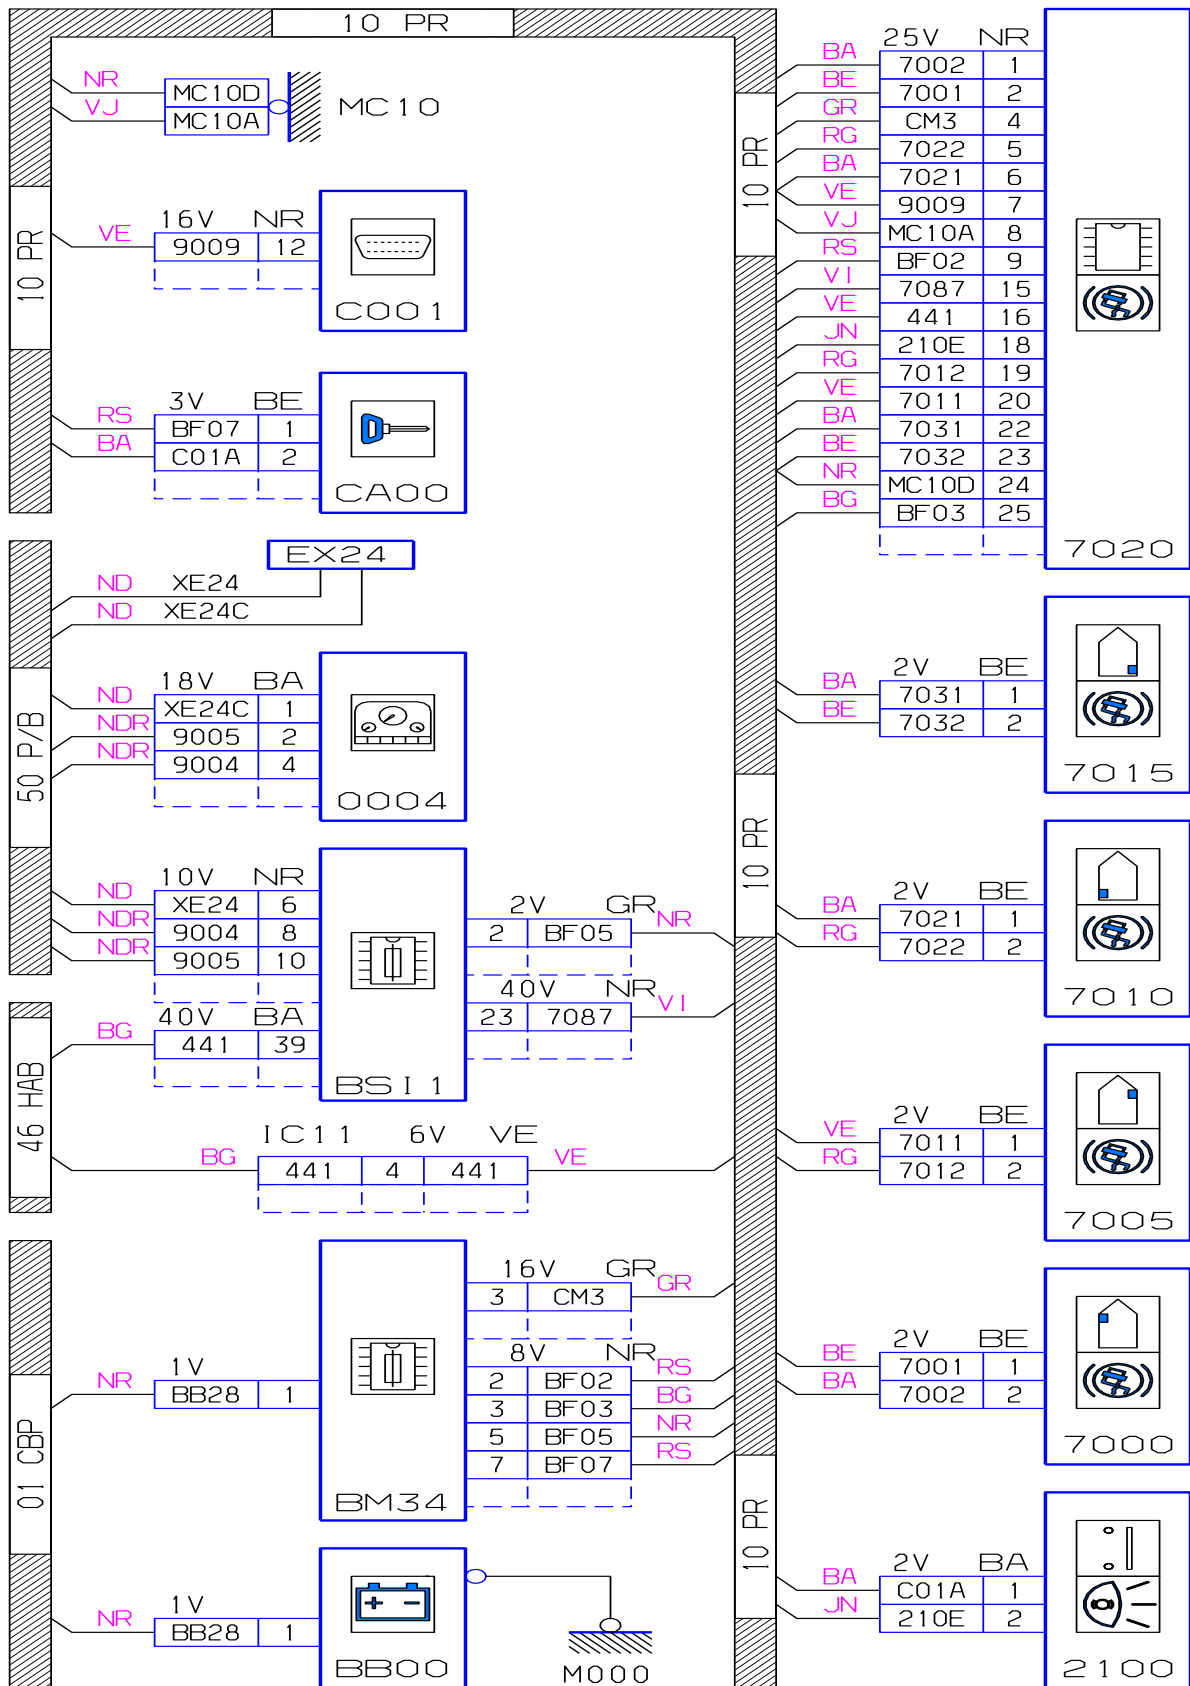 10 PR
NR MC10D
VJ MC10A
MC10
10 PR
16V NR
VE 9009 12
C001
3V BE
RS BF07 1
BA C01A 2
CA00
EX24
ND XE24
ND XE24C
50 P/B
18V BA
ND XE24C 1
NDR 9005 2
NDR 9004 4
0004
10V NR
ND XE24 6
NDR 9004 8
NDR 9005 10
40V BA
BG 441 39
2V GR
2 BF05 NR
40V NR
23 7087 VI
BSI1
46 HAB
IC11 6V VE
BG 441 4 441 VE
01 CBP
1V
NR BB28 1
16V GR
3 CM3 GR
8V NR
2 BF02 RS
3 BF03 BG
5 BF05 NR
7 BF07 RS
BM34
1V
NR BB28 1
BB00
M000
10 PR
10 PR
10 PR
25V NR
BA 7002 1
BE 7001 2
GR CM3 4
RG 7022 5
BA 7021 6
VE 9009 7
VJ MC10A 8
RS BF02 9
VI 7087 15
VE 441 16
JN 210E 18
RG 7012 19
VE 7011 20
BA 7031 22
BE 7032 23
NR MC10D 24
BG BF03 25
7020
2V BE
BA 7031 1
BE 7032 2
7015
2V BE
BA 7021 1
RG 7022 2
7010
2V BE
VE 7011 1
RG 7012 2
7005
2V BE
BE 7001 1
BA 7002 2
7000
2V BA
BA C01A 1
JN 210E 2
2100